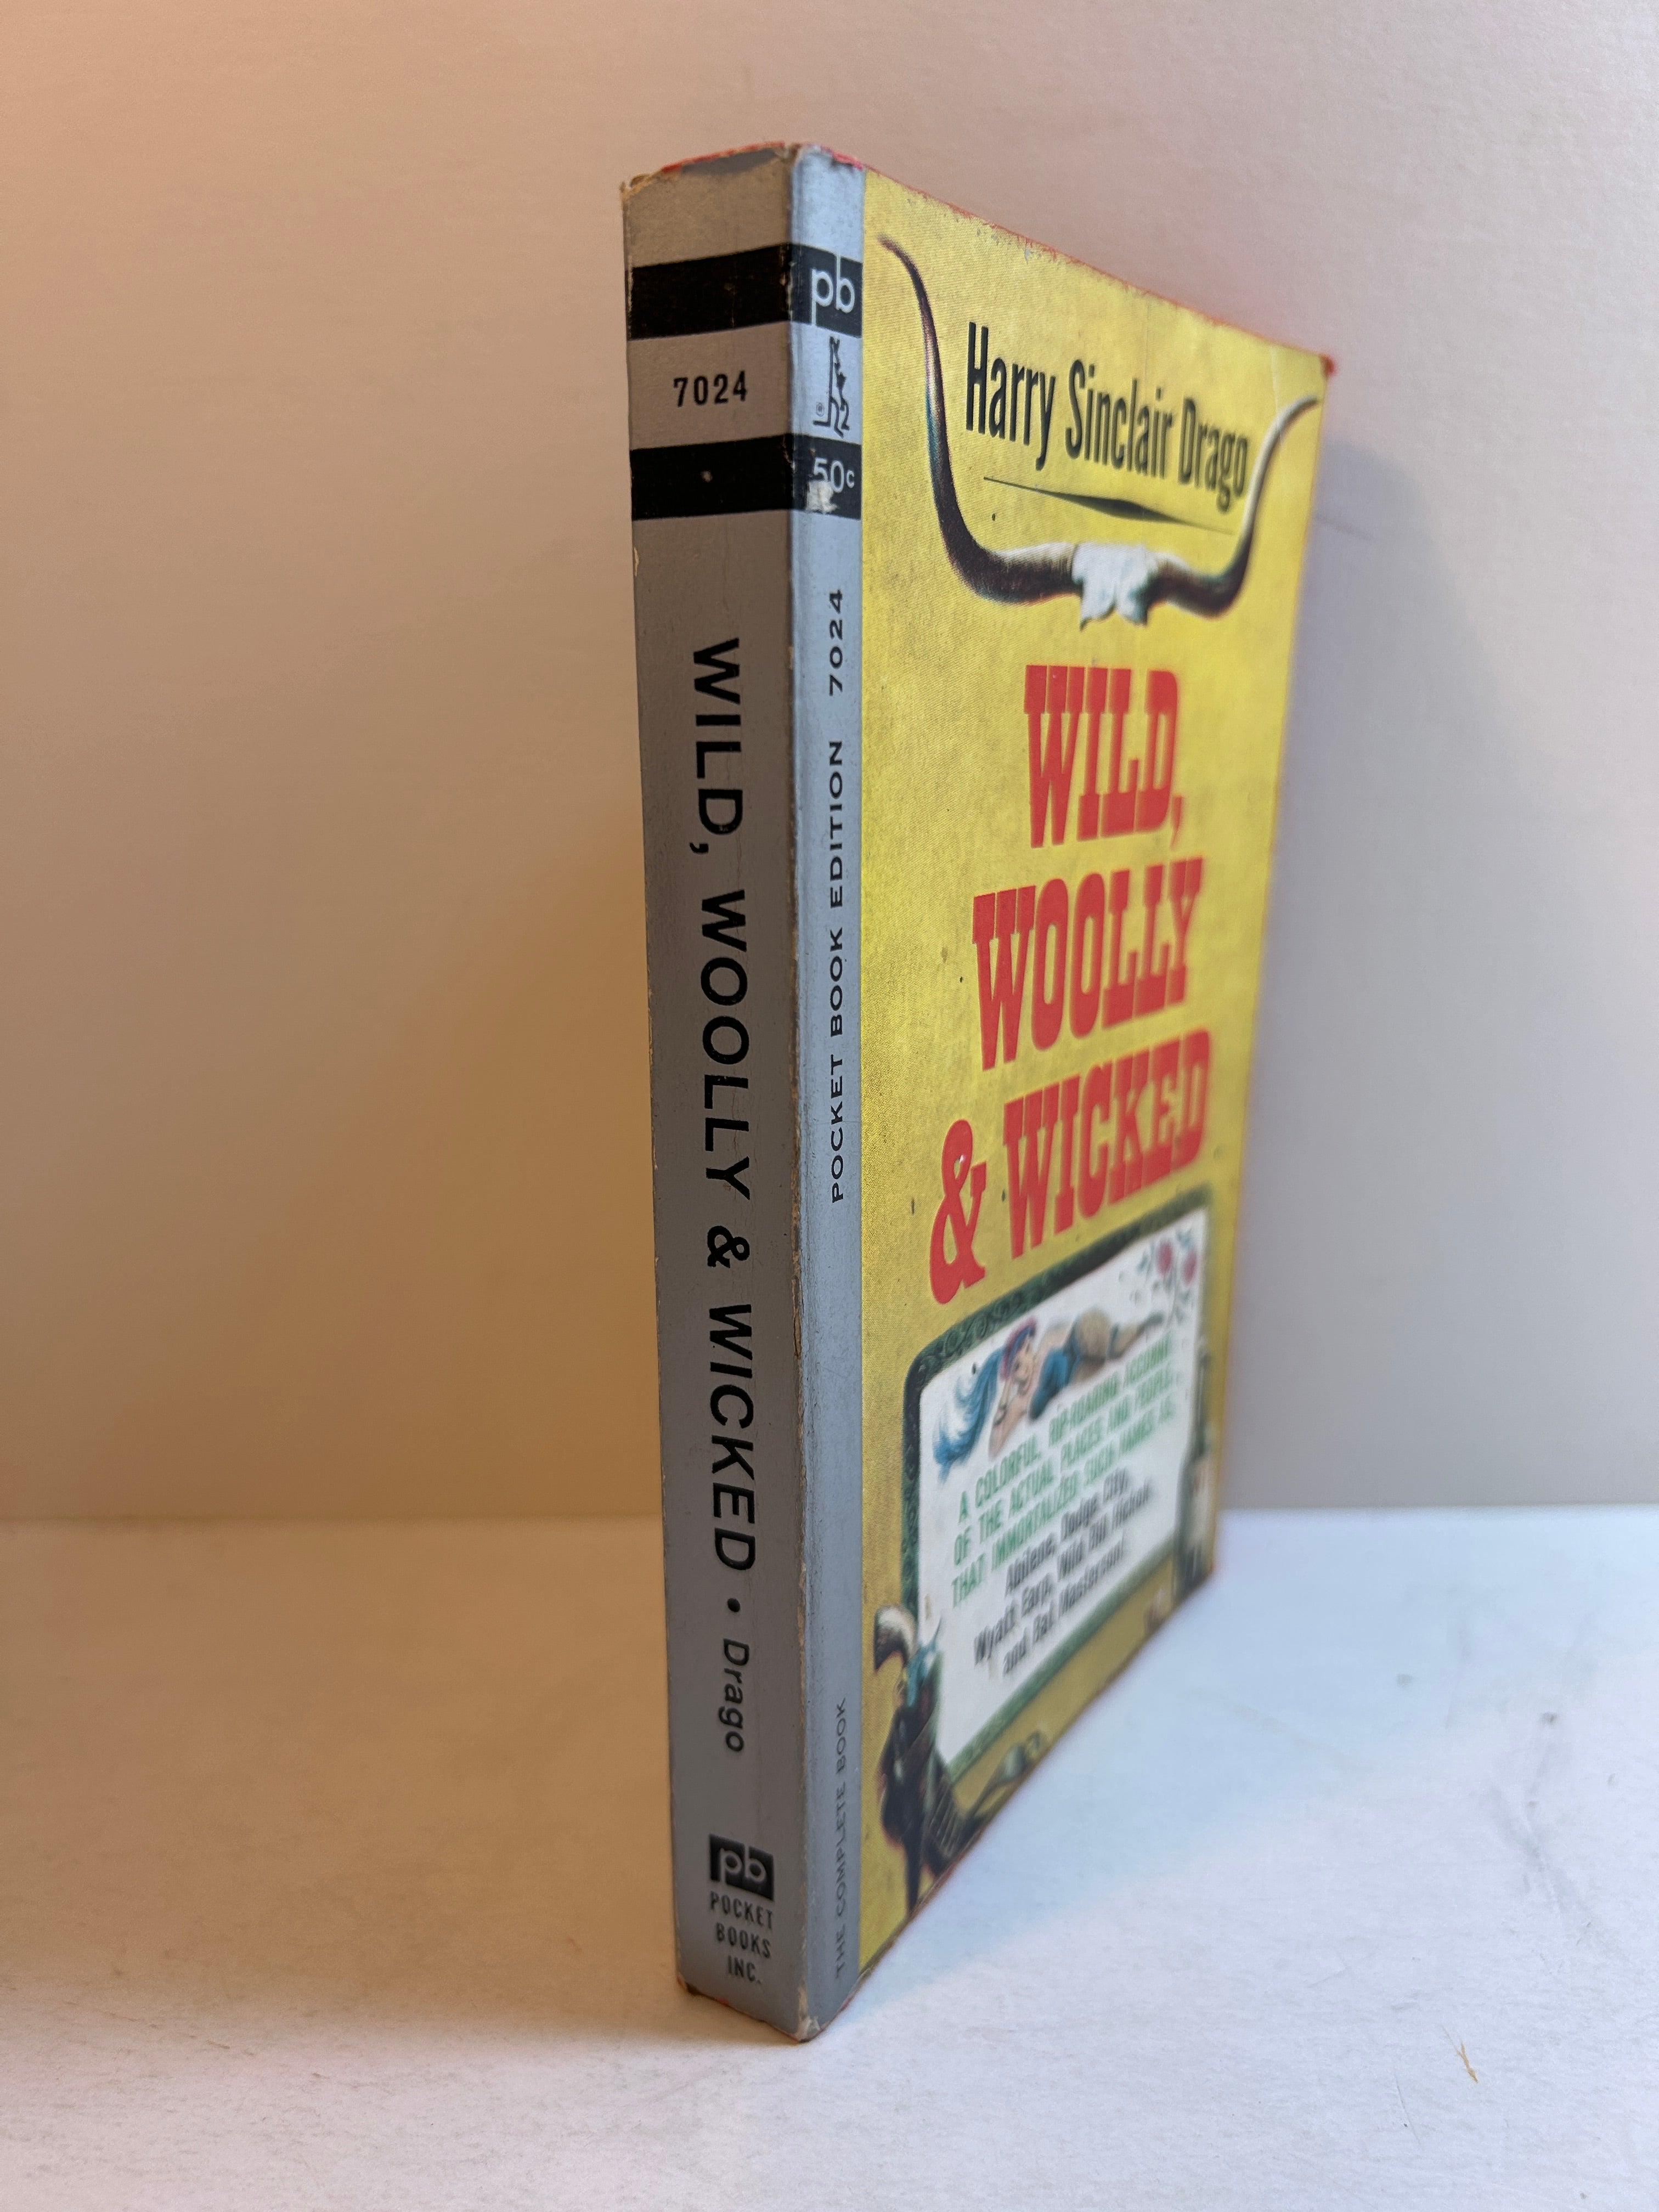 7024
WILD, WOOLLY & WICKED • Drago
pb
POCKET
BOOKS
INC.
pb
50c
POCKET BOOK EDITION 7024
THE COMPLETE BOOK
Harry Sinclair Drago
WILD,
WOOLLY
& WICKED
A COLORFUL, RIP-ROARING ACCOUNT
OF THE ACTUAL PLACES AND PEOPLE
THAT IMMORTALIZED SUCH NAMES AS
Abilene, Dodge City,
Wyatt Earp, Wild Bill Hickok
and Bat Masterson!